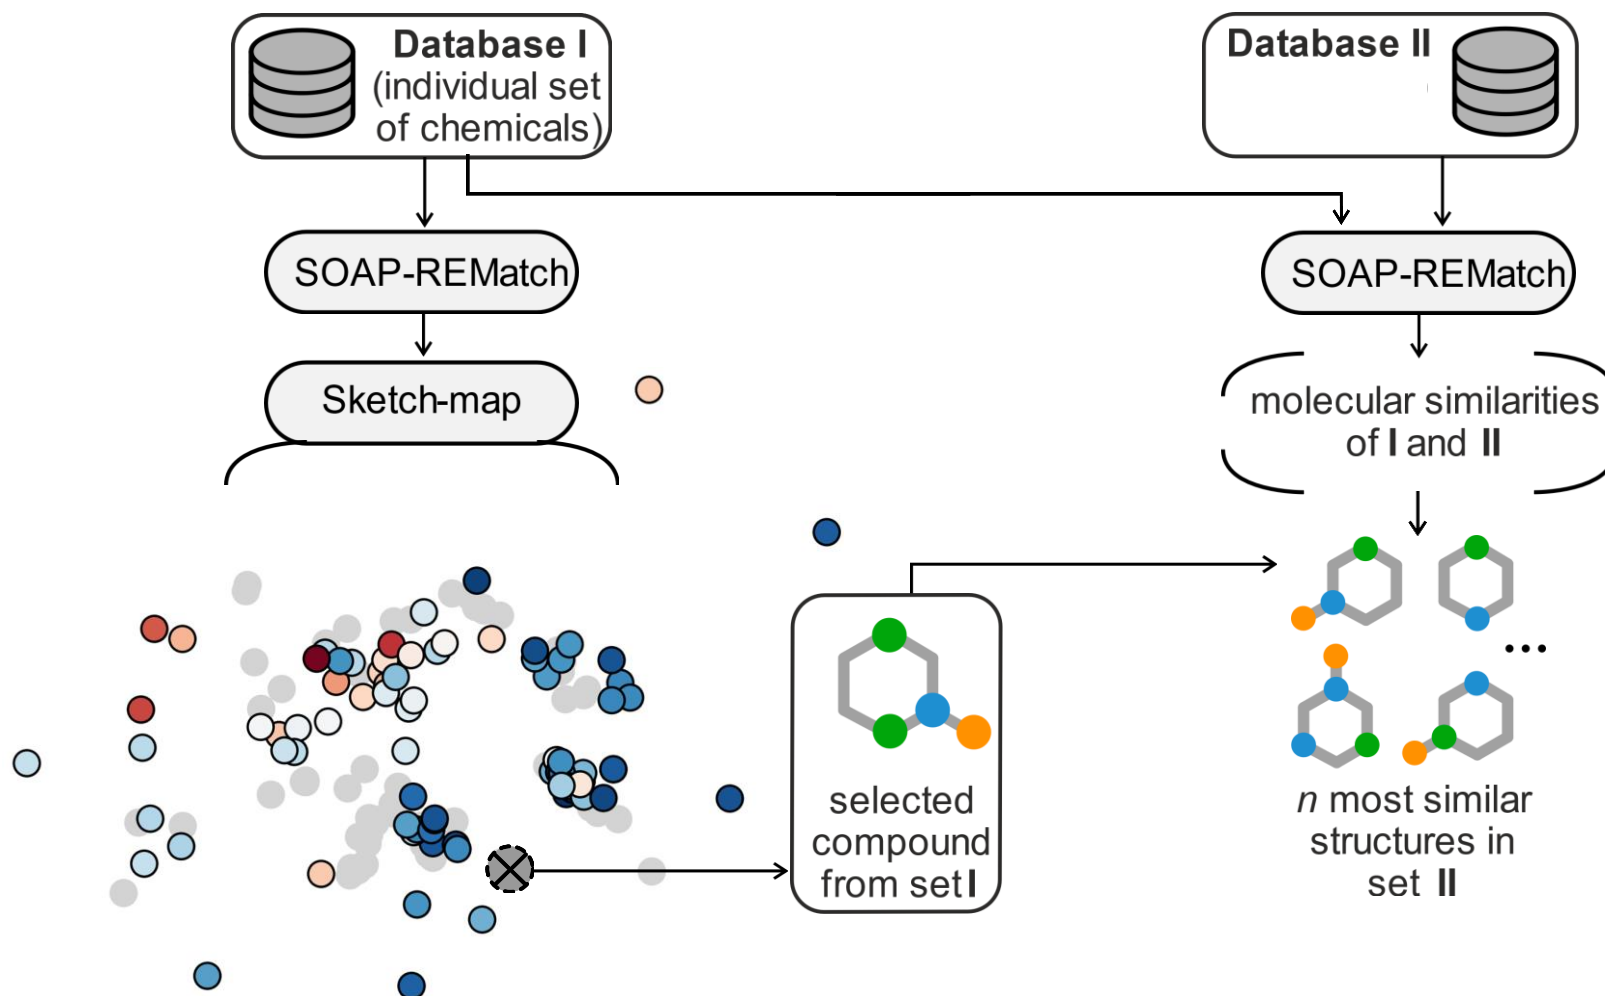 Database I
(individual set
of chemicals)
Database II
SOAP-REMatch
SOAP-REMatch
Sketch-map
molecular similarities
of I and II
selected
compound
from set I
n most similar
structures in
set II
...